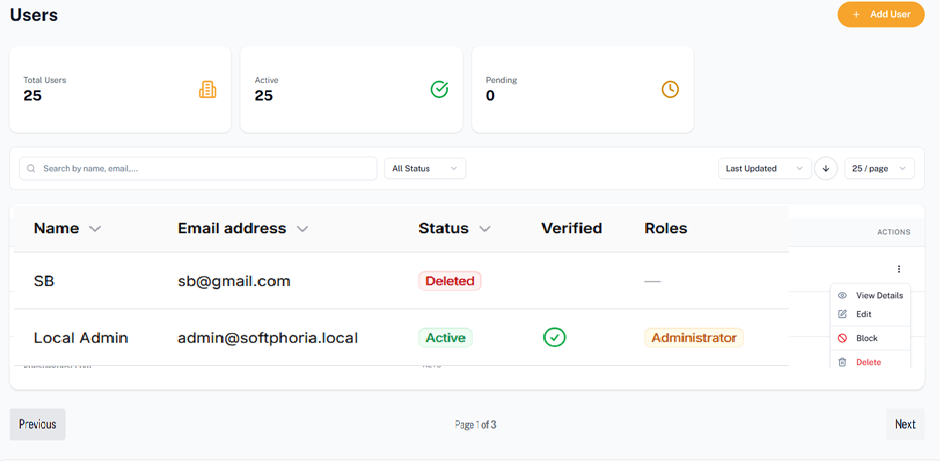 Users
+ Add User
Total Users
25
Active
25
Pending
0
Search by name, email,...
All Status
Last Updated
25 / page
Name Email address Status Verified Roles ACTIONS
SB sb@gmail.com Deleted —
View Details
Edit
Local Admin admin@softphoria.local Active Administrator
Block
Delete
Previous
Page 1 of 3
Next